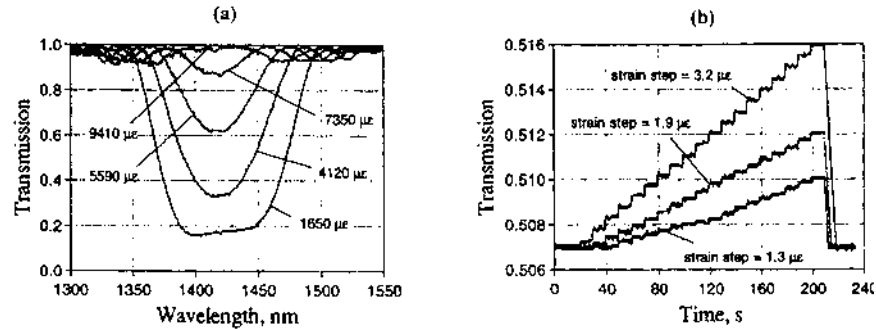 (a)
1.0
0.8
0.6
0.4
0.2
0.0
Transmission
9410 µε
5590 µε
7350 µε
4120 µε
1650 µε
1300
1350
1400
1450
1500
1550
Wavelength, nm
(b)
0.516
0.514
0.512
0.510
0.508
0.506
Transmission
strain step = 3.2 µε
strain step = 1.9 µε
strain step = 1.3 µε
0
40
80
120
160
200
240
Time, s